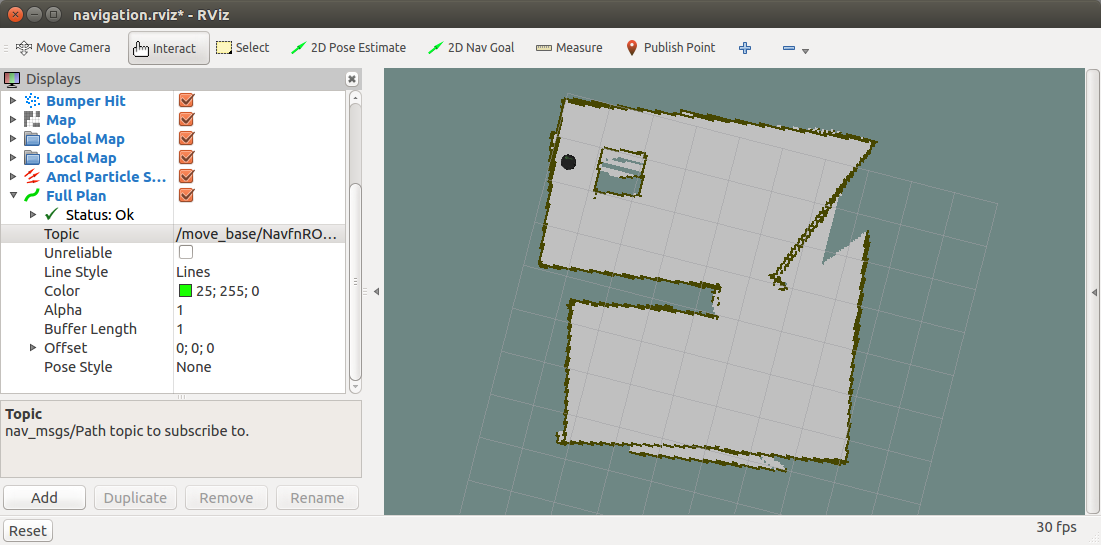 navigation.rviz* - RViz
Move Camera Interact Select 2D Pose Estimate 2D Nav Goal Measure Publish Point
Displays
Bumper Hit
Map
Global Map
Local Map
Amcl Particle S...
Full Plan
Status: Ok
Topic /move_base/NavfnRO...
Unreliable
Line Style Lines
Color 25; 255; 0
Alpha 1
Buffer Length 1
Offset 0; 0; 0
Pose Style None
Topic
nav_msgs/Path topic to subscribe to.
Add Duplicate Remove Rename
Reset 30 fps